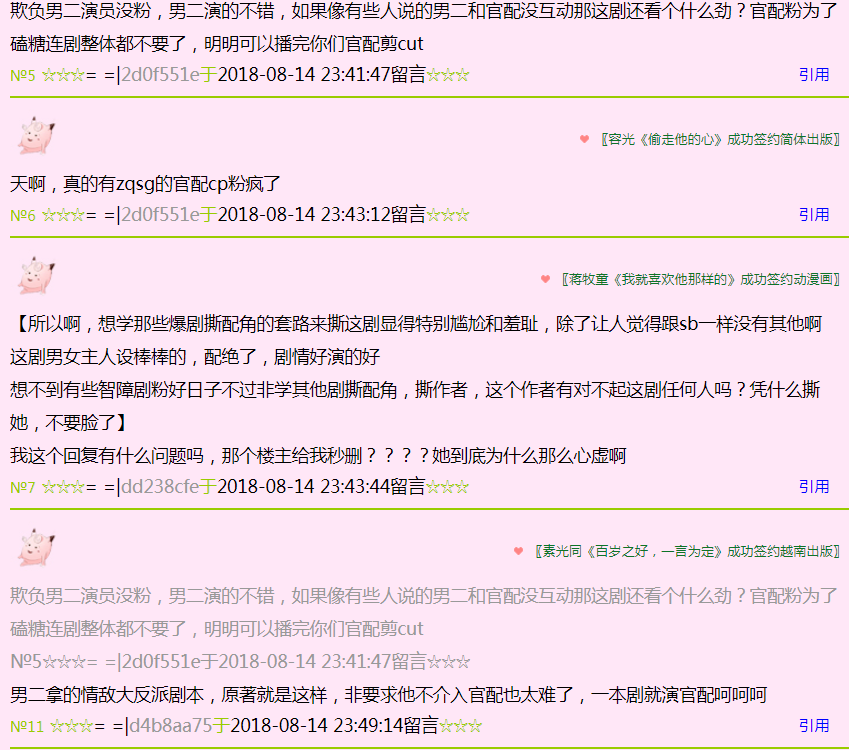 欺负男二演员没粉，男二演的不错，如果像有些人说的男二和官配没互动那这剧还看个什么劲？官配粉为了
磕糖连剧整体都不要了，明明可以播完你们官配剪cut
№5 ☆☆☆= =|2d0f551e于2018-08-14 23:41:47留言☆☆☆ 引用
❤ 〖容光《偷走他的心》成功签约简体出版〗
天啊，真的有zqsg的官配cp粉疯了
№6 ☆☆☆= =|2d0f551e于2018-08-14 23:43:12留言☆☆☆ 引用
❤ 〖蒋牧童《我就喜欢他那样的》成功签约动漫画〗
【所以啊，想学那些爆剧撕配角的套路来撕这剧显得特别尴尬和羞耻，除了让人觉得跟sb一样没有其他啊
这剧男女主人设棒棒的，配绝了，剧情好演的好
想不到有些智障剧粉好日子不过非学其他剧撕配角，撕作者，这个作者有对不起这剧任何人吗？凭什么撕
她，不要脸了】
我这个回复有什么问题吗，那个楼主给我秒删？？？？她到底为什么那么心虚啊
№7 ☆☆☆= =|dd238cfe于2018-08-14 23:43:44留言☆☆☆ 引用
❤ 〖素光同《百岁之好，一言为定》成功签约越南出版〗
欺负男二演员没粉，男二演的不错，如果像有些人说的男二和官配没互动那这剧还看个什么劲？官配粉为了
磕糖连剧整体都不要了，明明可以播完你们官配剪cut
№5☆☆☆= =|2d0f551e于2018-08-14 23:41:47留言☆☆☆
男二拿的情敌大反派剧本，原著就是这样，非要求他不介入官配也太难了，一本剧就演官配呵呵呵
№11 ☆☆☆= =|d4b8aa75于2018-08-14 23:49:14留言☆☆☆ 引用